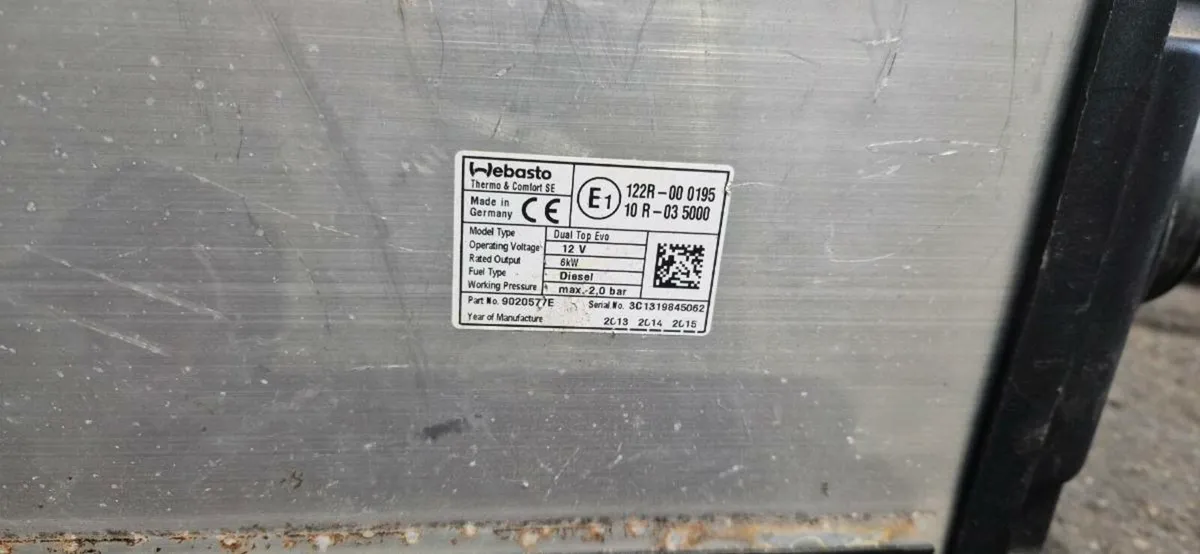 Webasto
Thermo & Comfort SE
Made in
Germany
CE
E1
122R-00 0195
10 R-03 5000
Model Type Dual Top Evo
Operating Voltage 12 V
Rated Output 6kW
Fuel Type Diesel
Working Pressure max. 2,0 bar
Part No. 9020577E Serial No. 3C1319845062
Year of Manufacture 2013 2014 2015